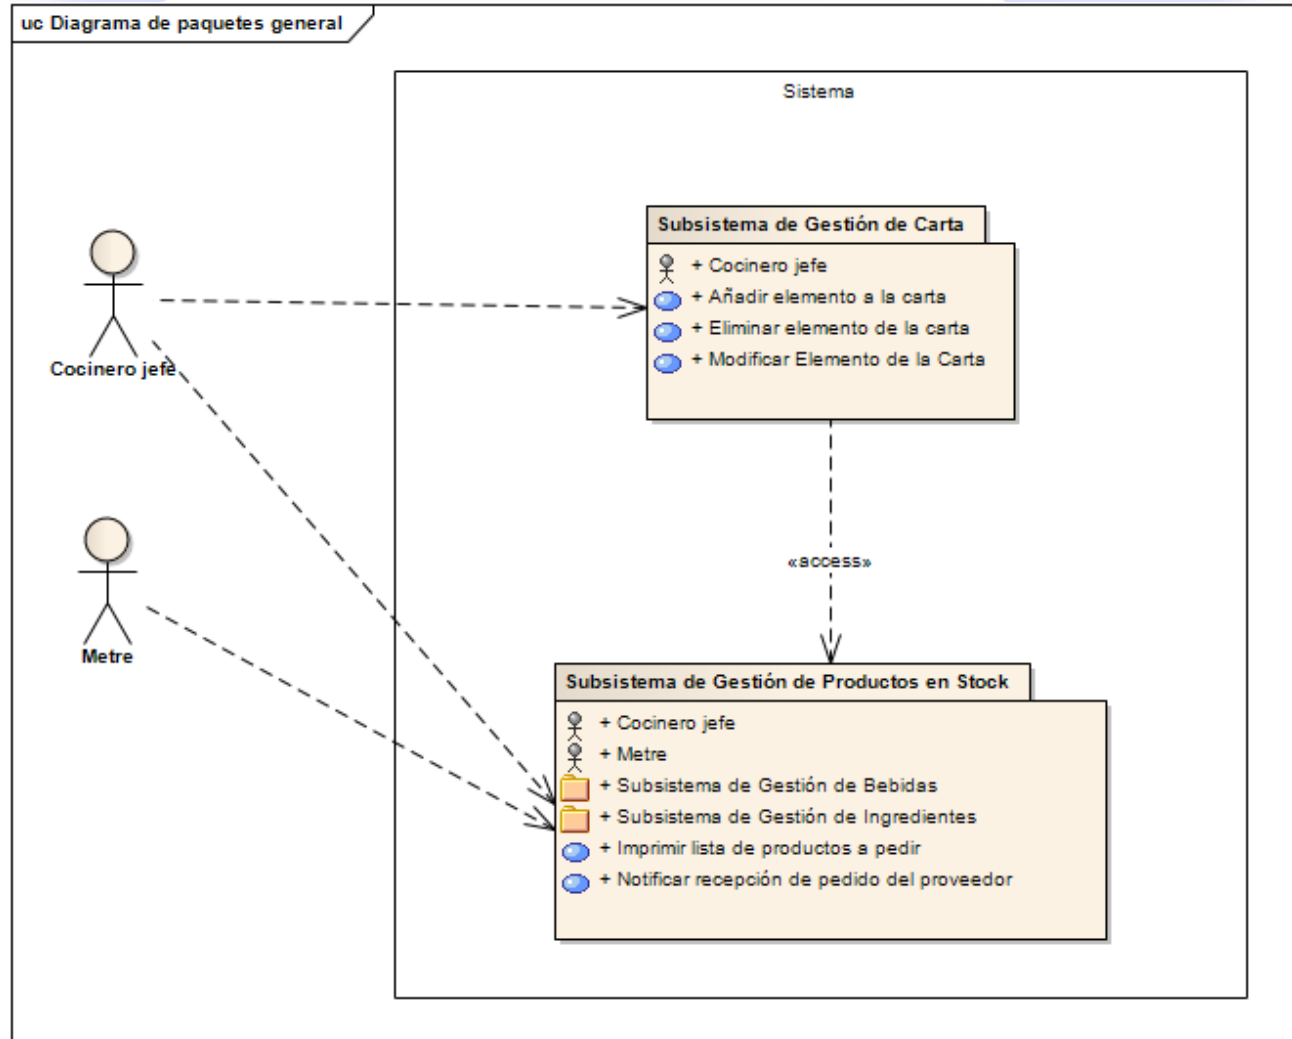 uc Diagrama de paquetes general
Sistema
Subsistema de Gestión de Carta
+ Cocinero jefe
+ Añadir elemento a la carta
+ Eliminar elemento de la carta
+ Modificar Elemento de la Carta
Cocinero jefe
«access»
Metre
Subsistema de Gestión de Productos en Stock
+ Cocinero jefe
+ Metre
+ Subsistema de Gestión de Bebidas
+ Subsistema de Gestión de Ingredientes
+ Imprimir lista de productos a pedir
+ Notificar recepción de pedido del proveedor